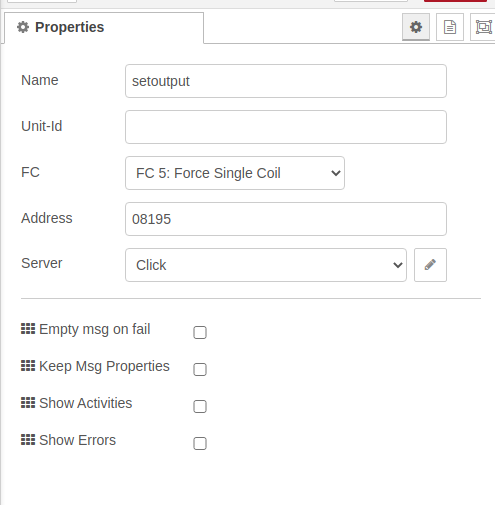 Properties
Name
setoutput
Unit-Id
FC
FC 5: Force Single Coil
Address
08195
Server
Click
Empty msg on fail
Keep Msg Properties
Show Activities
Show Errors